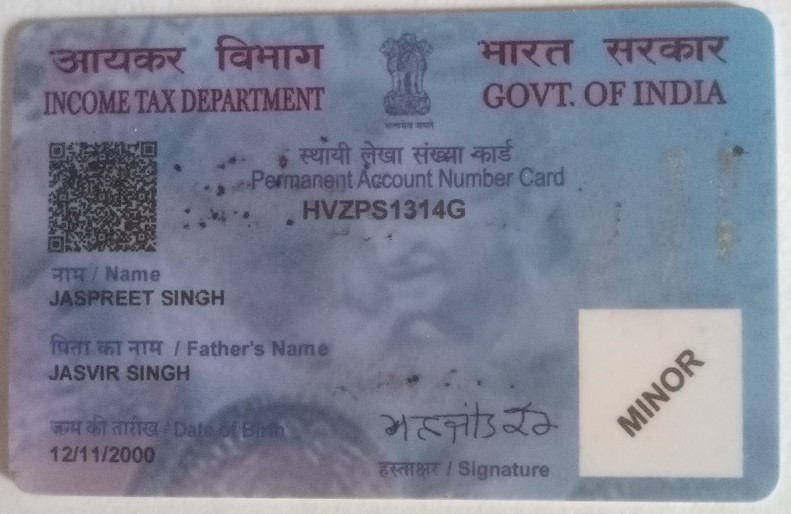 आयकर विभाग
INCOME TAX DEPARTMENT
सत्यमेव जयते
भारत सरकार
GOVT. OF INDIA
स्थायी लेखा संख्या कार्ड
Permanent Account Number Card
HVZPS1314G
नाम / Name
JASPREET SINGH
पिता का नाम / Father's Name
JASVIR SINGH
जन्म की तारीख / Date of Birth
12/11/2000
हस्ताक्षर / Signature
MINOR